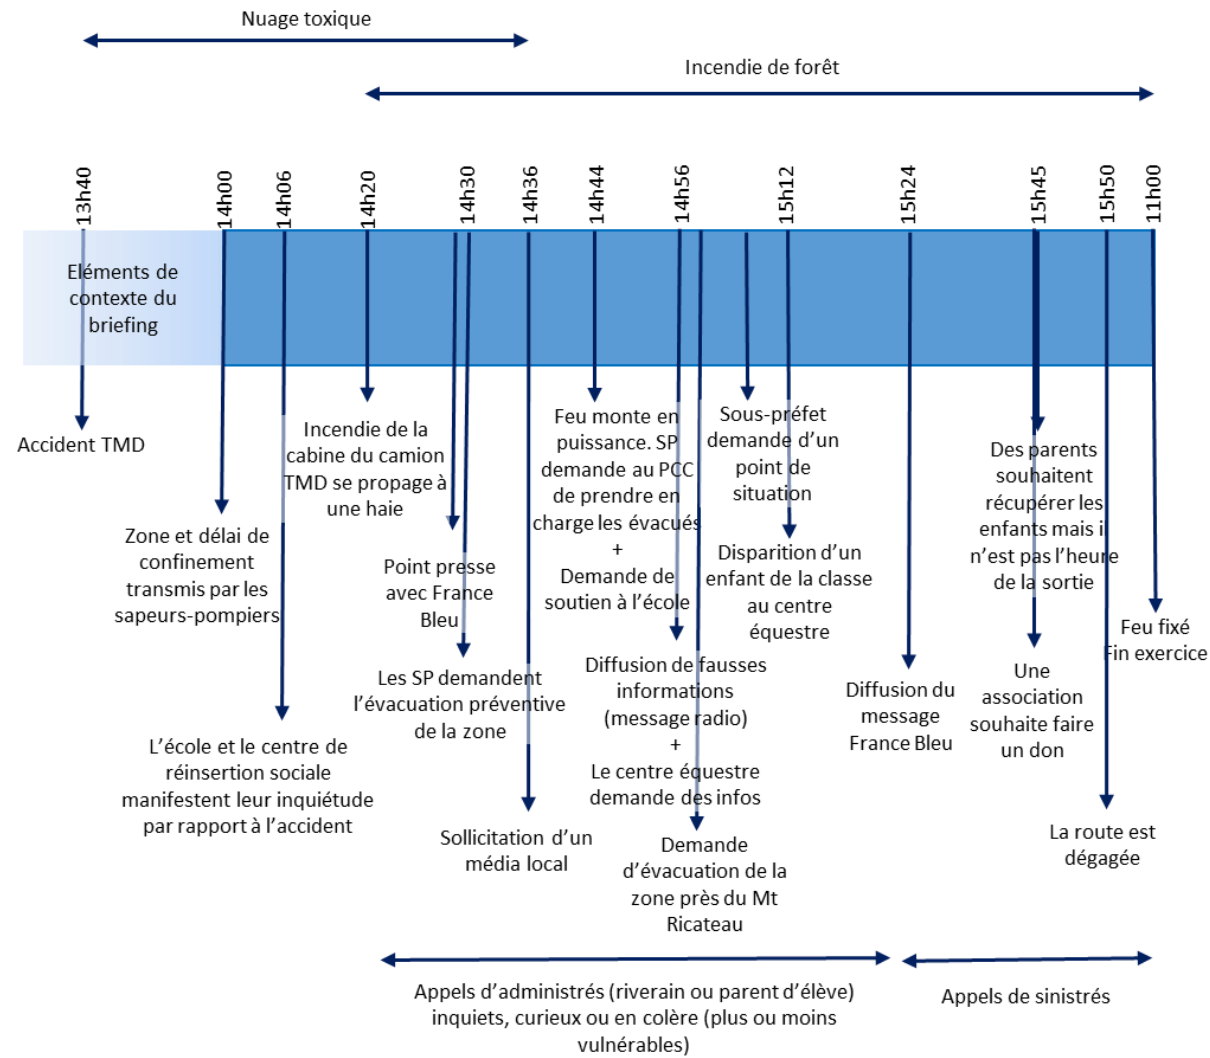 Nuage toxique
Incendie de forêt
13h40
14h00
14h06
14h20
14h30
14h36
14h44
14h56
15h12
15h24
15h45
15h50
11h00
Eléments de
contexte du
briefing
Accident TMD
Zone et délai de
confinement
transmis par les
sapeurs-pompiers
L’école et le centre de
réinsertion sociale
manifestent leur inquiétude
par rapport à l’accident
Incendie de la
cabine du camion
TMD se propage à
une haie
Point presse
avec France
Bleu
Les SP demandent
l’évacuation préventive
de la zone
Sollicitation d’un
média local
Feu monte en
puissance. SP
demande au PCC
de prendre en
charge les évacués
+
Demande de
soutien à l’école
Diffusion de fausses
informations
(message radio)
+
Le centre équestre
demande des infos
Demande
d’évacuation de la
zone près du Mt
Ricateau
Sous-préfet
demande d’un
point de
situation
Disparition d’un
enfant de la classe
au centre
équestre
Diffusion du
message
France Bleu
Des parents
souhaitent
récupérer les
enfants mais i
n’est pas l’heure
de la sortie
Une
association
souhaite faire
un don
La route est
dégagée
Feu fixé
Fin exercice
Appels d’administrés (riverain ou parent d’élève)
inquiets, curieux ou en colère (plus ou moins
vulnérables)
Appels de sinistrés